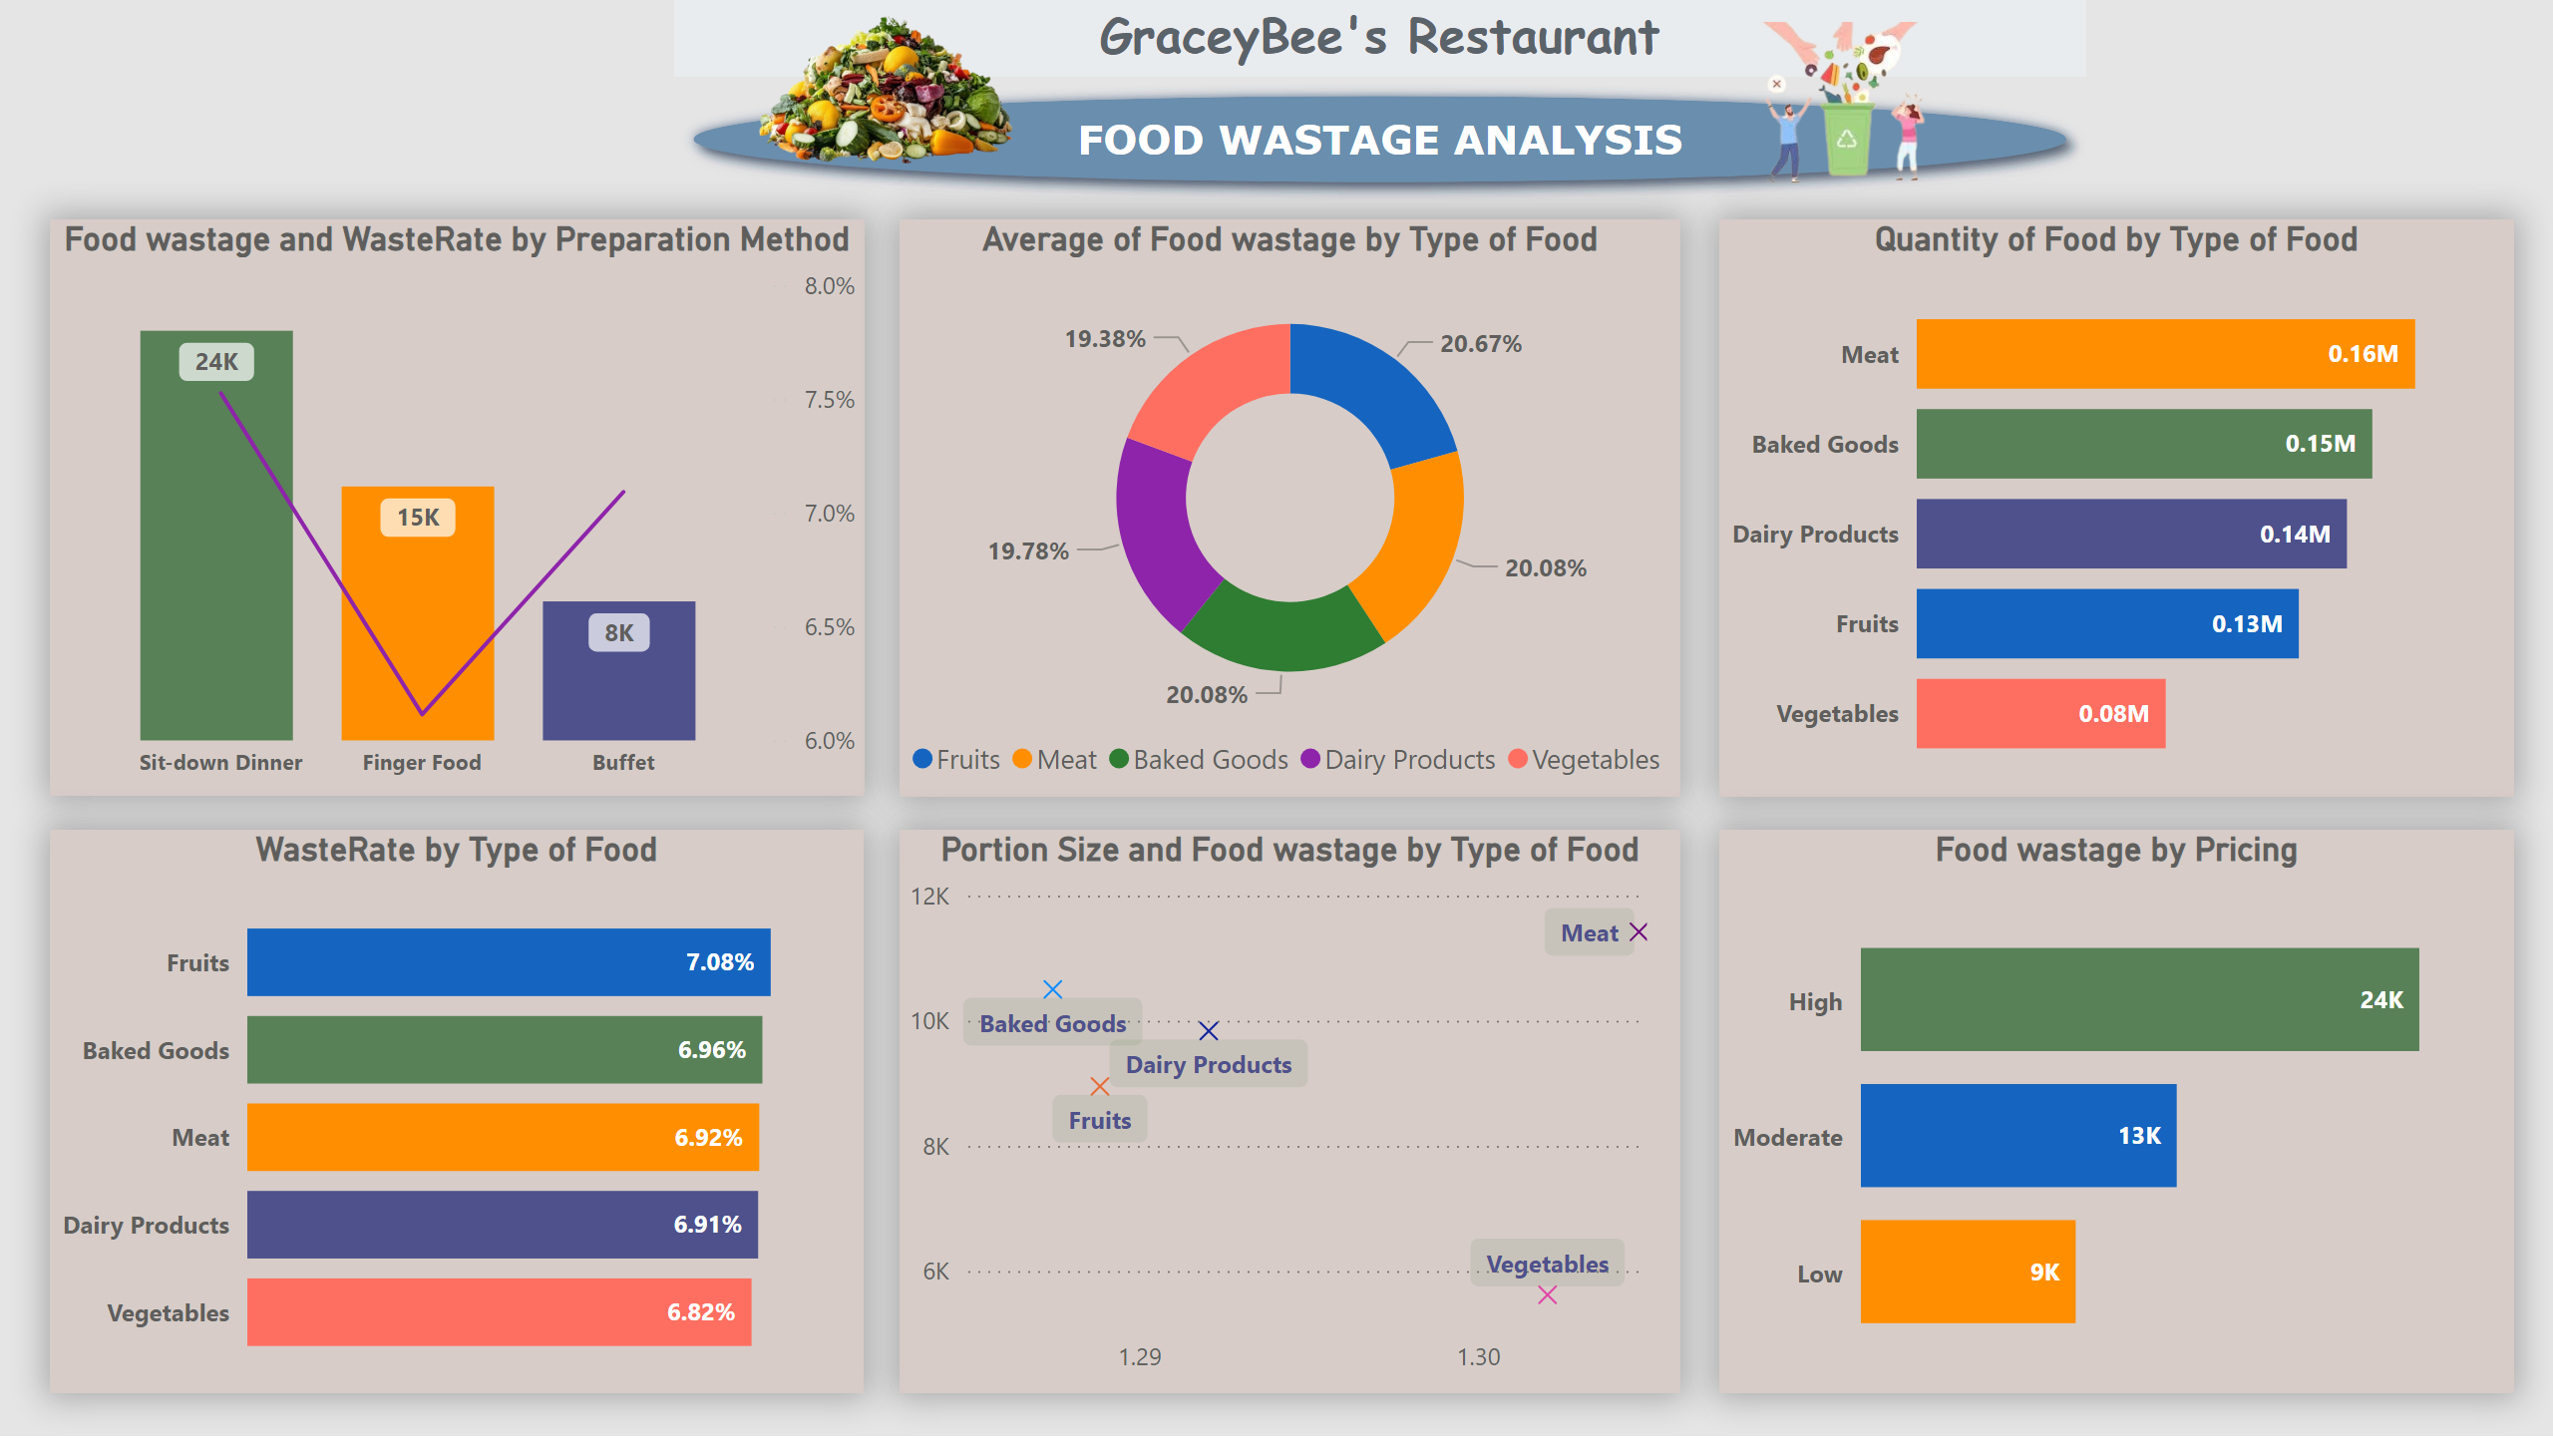 GraceyBee's Restaurant
FOOD WASTAGE ANALYSIS
Food wastage and WasteRate by Preparation Method
8.0%
7.5%
7.0%
6.5%
6.0%
24K
15K
8K
Sit-down Dinner
Finger Food
Buffet
Average of Food wastage by Type of Food
19.38%
20.67%
19.78%
20.08%
20.08%
Fruits
Meat
Baked Goods
Dairy Products
Vegetables
Quantity of Food by Type of Food
Meat 0.16M
Baked Goods 0.15M
Dairy Products 0.14M
Fruits 0.13M
Vegetables 0.08M
WasteRate by Type of Food
Fruits 7.08%
Baked Goods 6.96%
Meat 6.92%
Dairy Products 6.91%
Vegetables 6.82%
Portion Size and Food wastage by Type of Food
12K
10K
8K
6K
Meat
Baked Goods
Dairy Products
Fruits
Vegetables
1.29
1.30
Food wastage by Pricing
High 24K
Moderate 13K
Low 9K